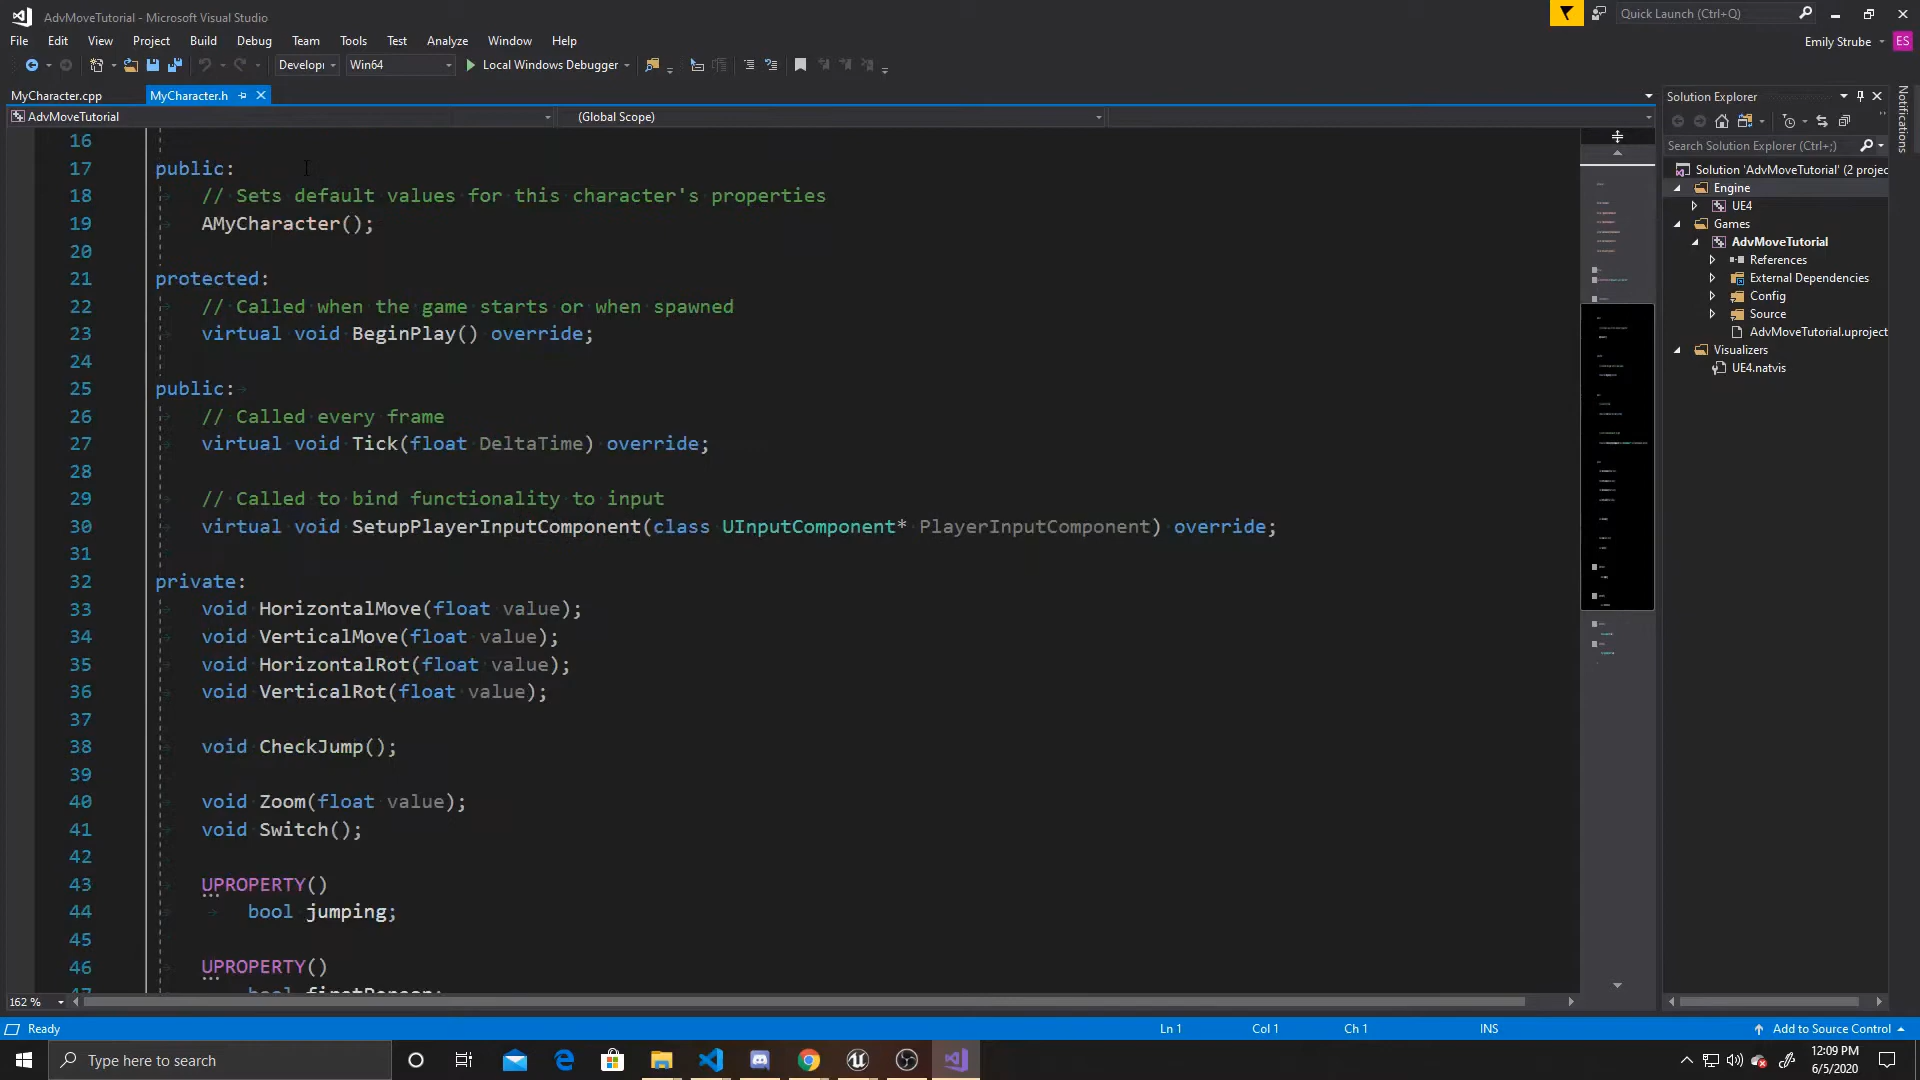 AdvMoveTutorial - Microsoft Visual Studio
Quick Launch (Ctrl+Q)
File Edit View Project Build Debug Team Tools Test Analyze Window Help
Emily Strube ES
Develop Win64 Local Windows Debugger
MyCharacter.cpp MyCharacter.h
AdvMoveTutorial (Global Scope)
16
17 public:
18 // Sets default values for this character's properties
19 AMyCharacter();
20
21 protected:
22 // Called when the game starts or when spawned
23 virtual void BeginPlay() override;
24
25 public:
26 // Called every frame
27 virtual void Tick(float DeltaTime) override;
28
29 // Called to bind functionality to input
30 virtual void SetupPlayerInputComponent(class UInputComponent* PlayerInputComponent) override;
31
32 private:
33 void HorizontalMove(float value);
34 void VerticalMove(float value);
35 void HorizontalRot(float value);
36 void VerticalRot(float value);
37
38 void CheckJump();
39
40 void Zoom(float value);
41 void Switch();
42
43 UPROPERTY()
44 bool jumping;
45
46 UPROPERTY()
47 bool firstPerson;
162 %
Solution Explorer
Search Solution Explorer (Ctrl+;)
Solution 'AdvMoveTutorial' (2 projec
Engine
UE4
Games
AdvMoveTutorial
References
External Dependencies
Config
Source
AdvMoveTutorial.uproject
Visualizers
UE4.natvis
Notifications
Ready Ln 1 Col 1 Ch 1 INS Add to Source Control
Type here to search
12:09 PM
6/5/2020